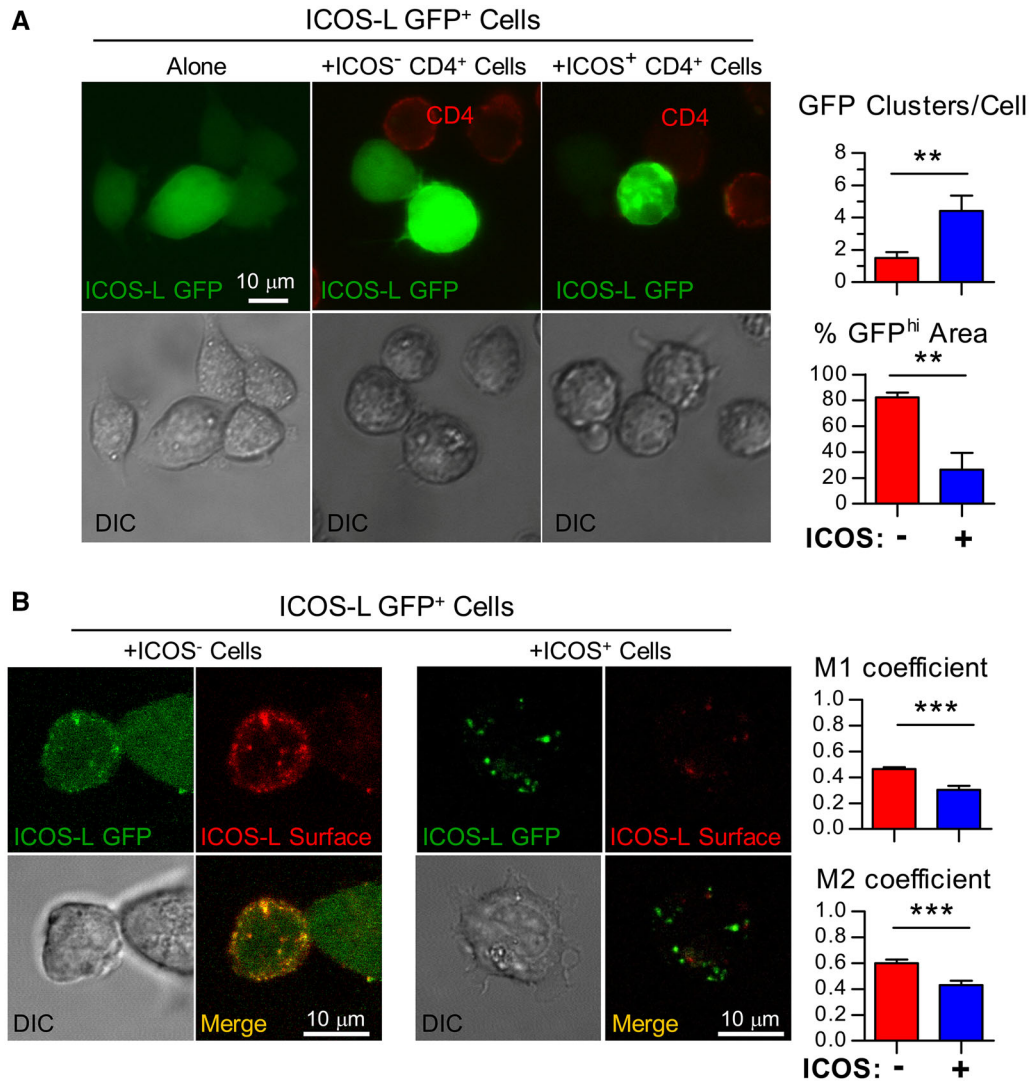 A
ICOS-L GFP⁺ Cells
Alone
+ICOS⁻ CD4⁺ Cells
+ICOS⁺ CD4⁺ Cells
CD4
CD4
ICOS-L GFP
10 μm
ICOS-L GFP
ICOS-L GFP
DIC
DIC
DIC
GFP Clusters/Cell
**
8
6
4
2
0
% GFPʰⁱ Area
**
100
80
60
40
20
0
ICOS: - +
B
ICOS-L GFP⁺ Cells
+ICOS⁻ Cells
+ICOS⁺ Cells
ICOS-L GFP
ICOS-L Surface
ICOS-L GFP
ICOS-L Surface
DIC
Merge
10 μm
DIC
Merge
10 μm
M1 coefficient
***
1.0
0.8
0.6
0.4
0.2
0.0
M2 coefficient
***
1.0
0.8
0.6
0.4
0.2
0.0
ICOS: - +